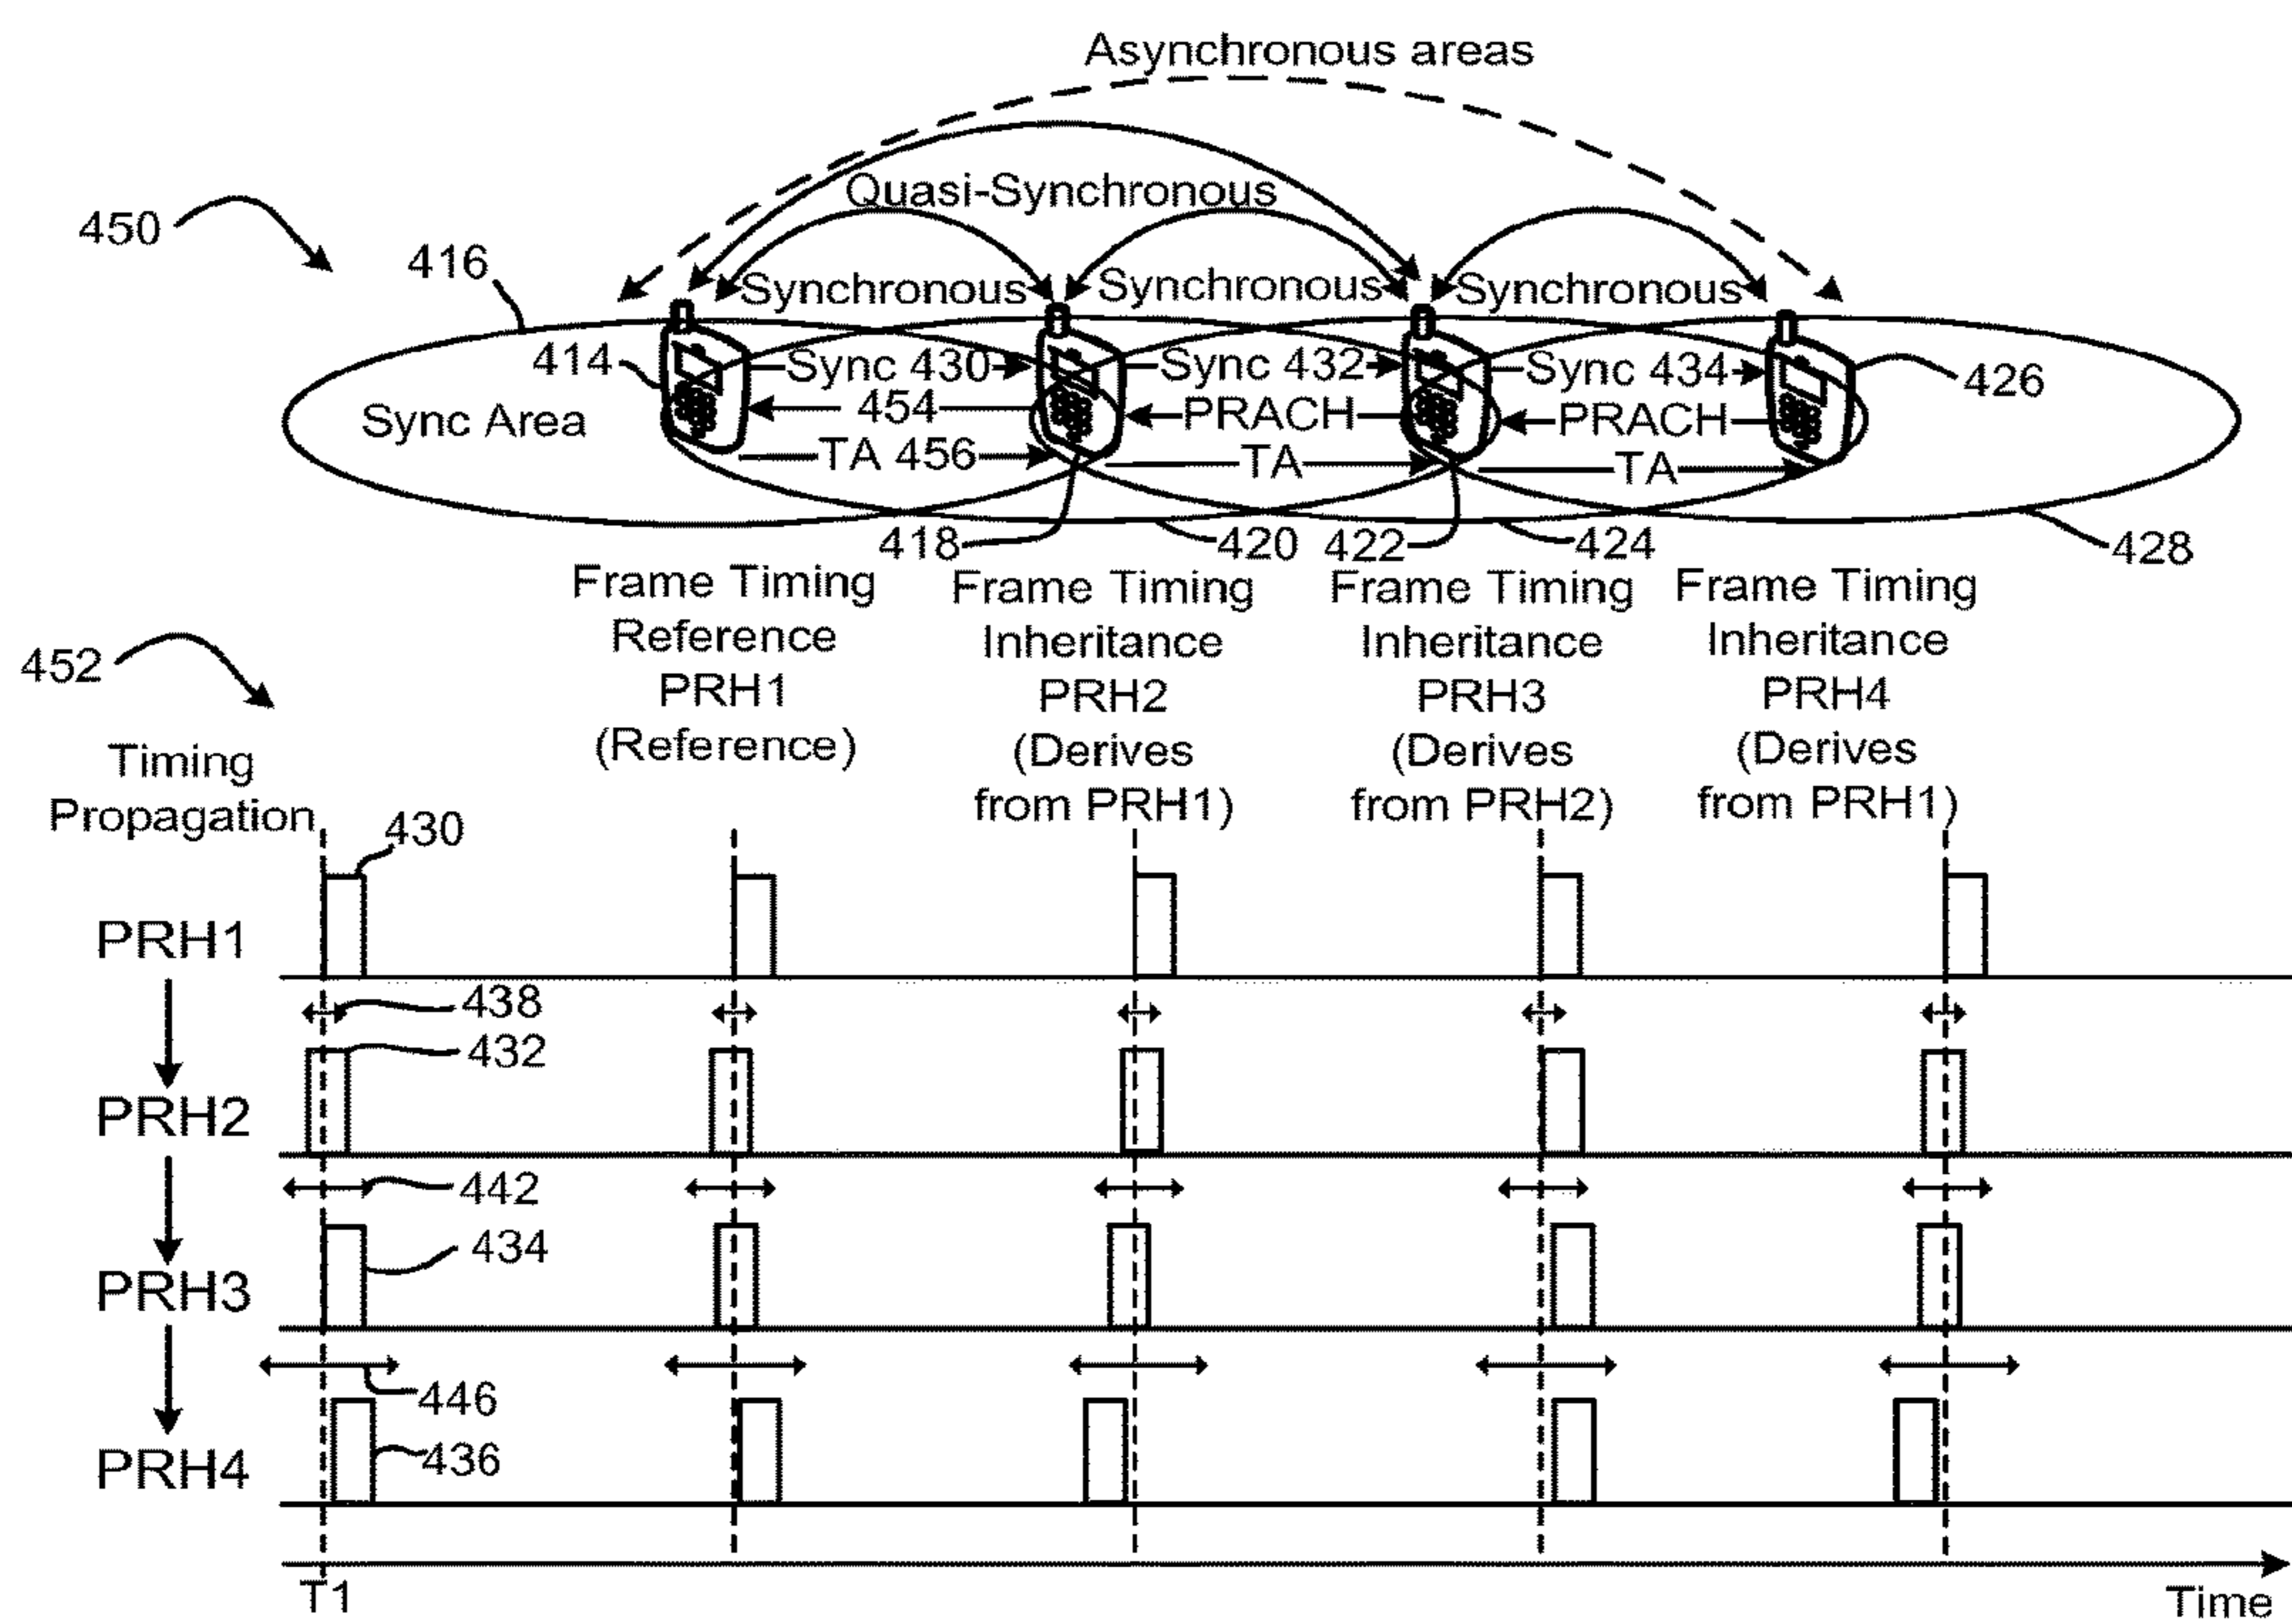 Asynchronous areas
Quasi-Synchronous
450
416
Synchronous
Synchronous
Synchronous
414
Sync 430
Sync 432
Sync 434
426
Sync Area
454
PRACH
PRACH
TA 456
TA
TA
418
420
422
424
428
Frame Timing
Reference
PRH1
(Reference)
Frame Timing
Inheritance
PRH2
(Derives
from PRH1)
Frame Timing
Inheritance
PRH3
(Derives
from PRH2)
Frame Timing
Inheritance
PRH4
(Derives
from PRH1)
452
Timing
Propagation
430
PRH1
438
432
PRH2
442
434
PRH3
446
436
PRH4
T1
Time